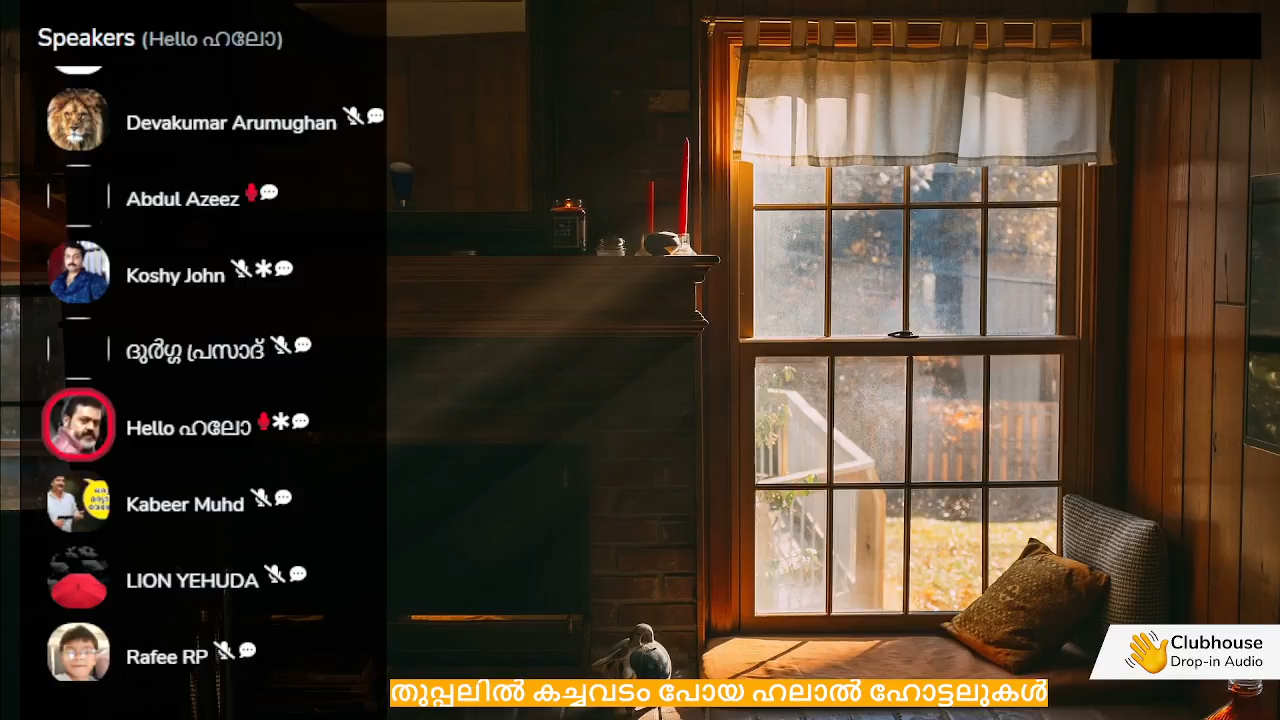 Speakers (Hello ഹലോ)
Devakumar Arumughan
Abdul Azeez
Koshy John
ദുർഗ്ഗ പ്രസാദ്
Hello ഹലോ
Kabeer Muhd
LION YEHUDA
Rafee RP
Clubhouse
Drop-in Audio
തുപ്പലിൽ കച്ചവടം പോയ ഹലാൽ ഹോട്ടലുകൾ